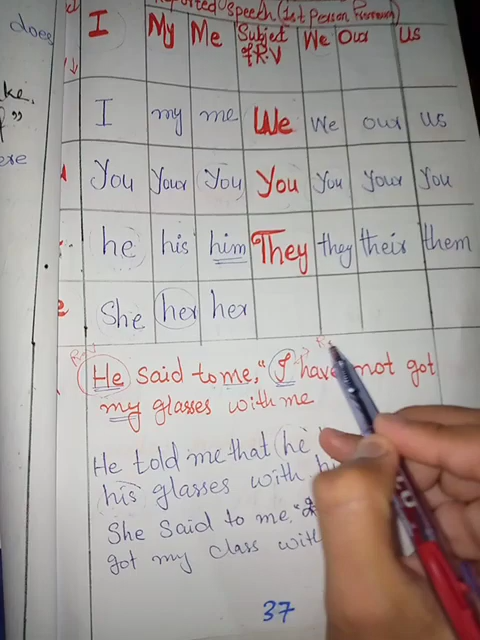 does
Reported Speech (1st Person Pronoun)
I My Me Subject of R.V We Our Us
ke.
I my me We We our us
ere
You Your You You You Your You
he his him They they their them
She her her
R.V
He Said to me, "I have not got
my glasses with me
He told me that he
his glasses with
She Said to me, "I
got my class with
37